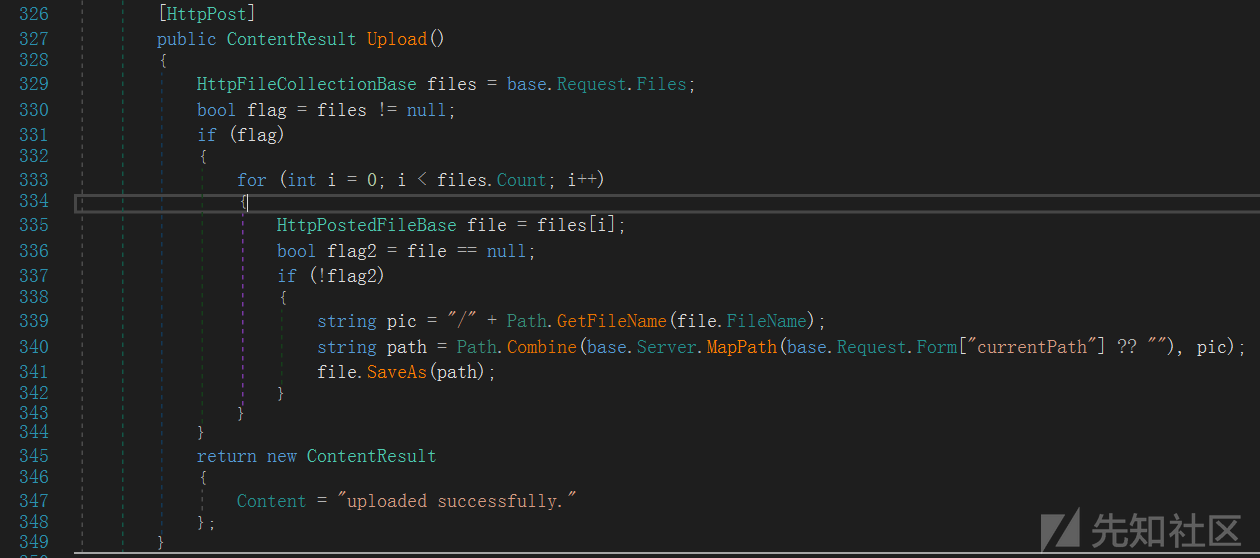 326 [HttpPost]
327 public ContentResult Upload()
328 {
329 HttpFileCollectionBase files = base.Request.Files;
330 bool flag = files != null;
331 if (flag)
332 {
333 for (int i = 0; i < files.Count; i++)
334 {
335 HttpPostedFileBase file = files[i];
336 bool flag2 = file == null;
337 if (!flag2)
338 {
339 string pic = "/" + Path.GetFileName(file.FileName);
340 string path = Path.Combine(base.Server.MapPath(base.Request.Form["currentPath"] ?? ""), pic);
341 file.SaveAs(path);
342 }
343 }
344 }
345 return new ContentResult
346 {
347 Content = "uploaded successfully."
348 };
349 }
先知社区